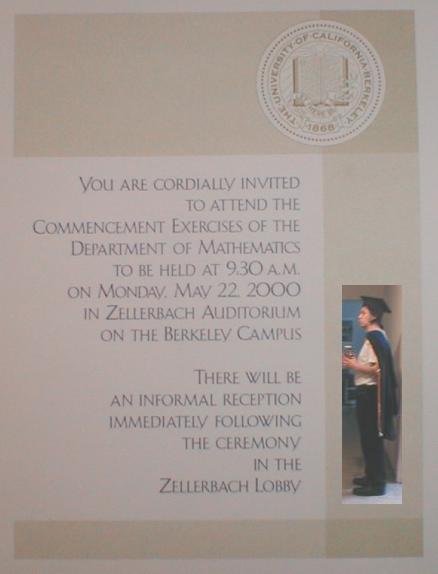 THE UNIVERSITY OF CALIFORNIA BERKELEY
1868
YOU ARE CORDIALLY INVITED
TO ATTEND THE
COMMENCEMENT EXERCISES OF THE
DEPARTMENT OF MATHEMATICS
TO BE HELD AT 9.30 A.M.
ON MONDAY, MAY 22, 2000
IN ZELLERBACH AUDITORIUM
ON THE BERKELEY CAMPUS
THERE WILL BE
AN INFORMAL RECEPTION
IMMEDIATELY FOLLOWING
THE CEREMONY
IN THE
ZELLERBACH LOBBY